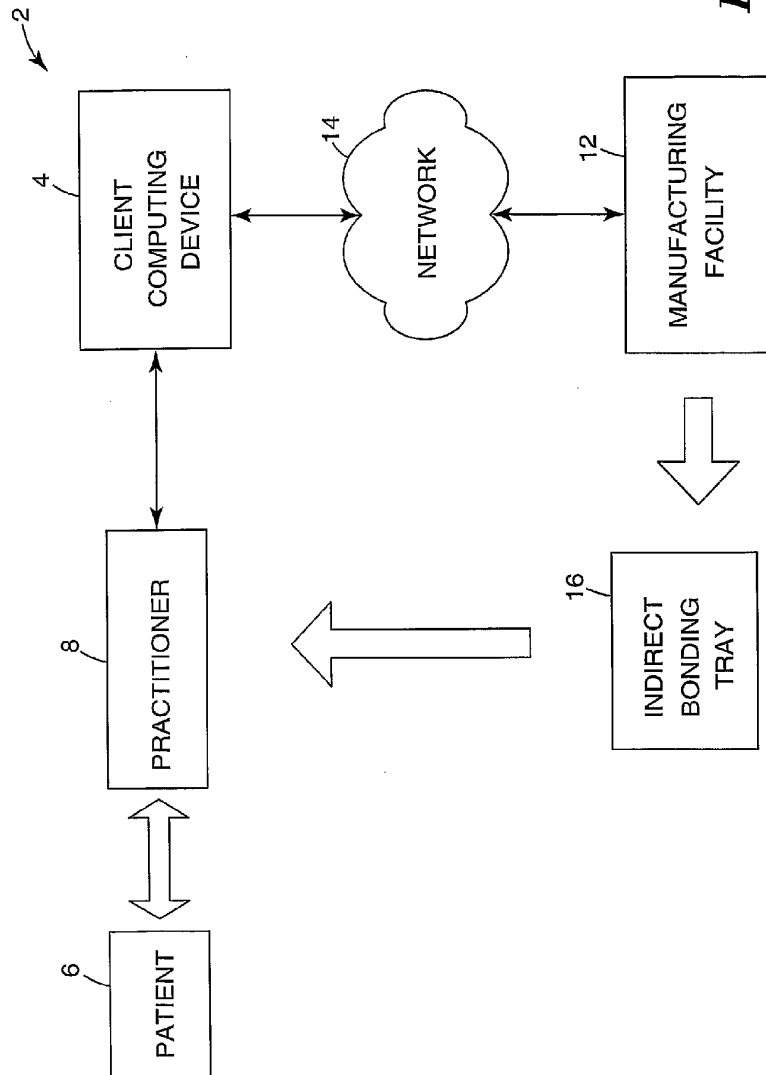 2
4
CLIENT
COMPUTING
DEVICE
14
NETWORK
12
MANUFACTURING
FACILITY
8
PRACTITIONER
6
PATIENT
16
INDIRECT
BONDING
TRAY